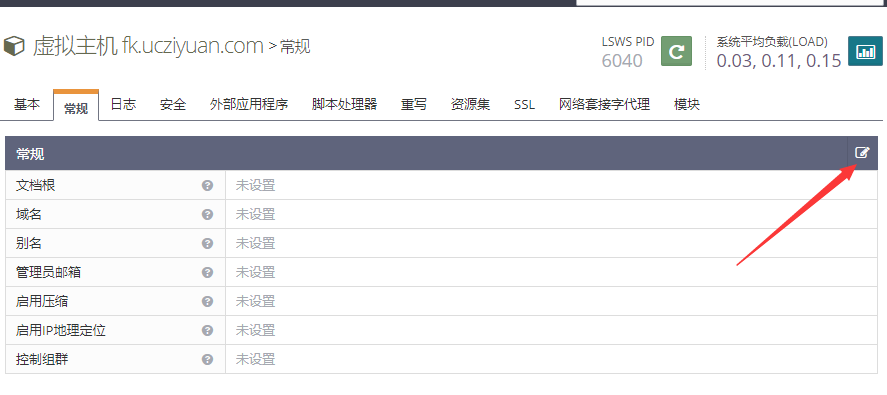 虚拟主机 fk.ucziyuan.com > 常规
LSWS PID
6040
系统平均负载(LOAD)
0.03, 0.11, 0.15
基本 常规 日志 安全 外部应用程序 脚本处理器 重写 资源集 SSL 网络套接字代理 模块
常规
文档根 未设置
域名 未设置
别名 未设置
管理员邮箱 未设置
启用压缩 未设置
启用IP地理定位 未设置
控制组群 未设置